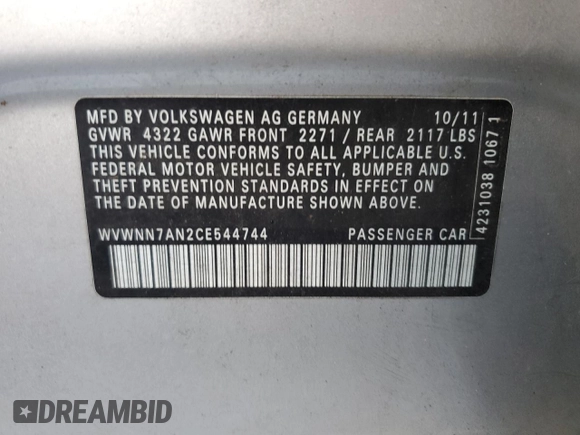 MFD BY VOLKSWAGEN AG GERMANY 10/11
GVWR 4322 GAWR FRONT 2271 / REAR 2117 LBS
THIS VEHICLE CONFORMS TO ALL APPLICABLE U.S.
FEDERAL MOTOR VEHICLE SAFETY, BUMPER AND
THEFT PREVENTION STANDARDS IN EFFECT ON
THE DATE OF MANUFACTURE SHOWN ABOVE.
WVWNN7AN2CE544744 PASSENGER CAR
4231038 1067 1
DREAMBID